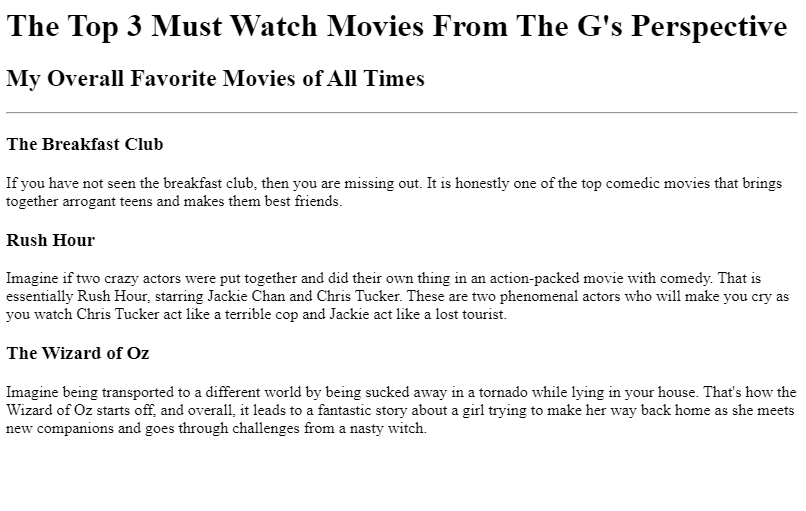 The Top 3 Must Watch Movies From The G's Perspective
My Overall Favorite Movies of All Times
The Breakfast Club
If you have not seen the breakfast club, then you are missing out. It is honestly one of the top comedic movies that brings
together arrogant teens and makes them best friends.
Rush Hour
Imagine if two crazy actors were put together and did their own thing in an action-packed movie with comedy. That is
essentially Rush Hour, starring Jackie Chan and Chris Tucker. These are two phenomenal actors who will make you cry as
you watch Chris Tucker act like a terrible cop and Jackie act like a lost tourist.
The Wizard of Oz
Imagine being transported to a different world by being sucked away in a tornado while lying in your house. That's how the
Wizard of Oz starts off, and overall, it leads to a fantastic story about a girl trying to make her way back home as she meets
new companions and goes through challenges from a nasty witch.